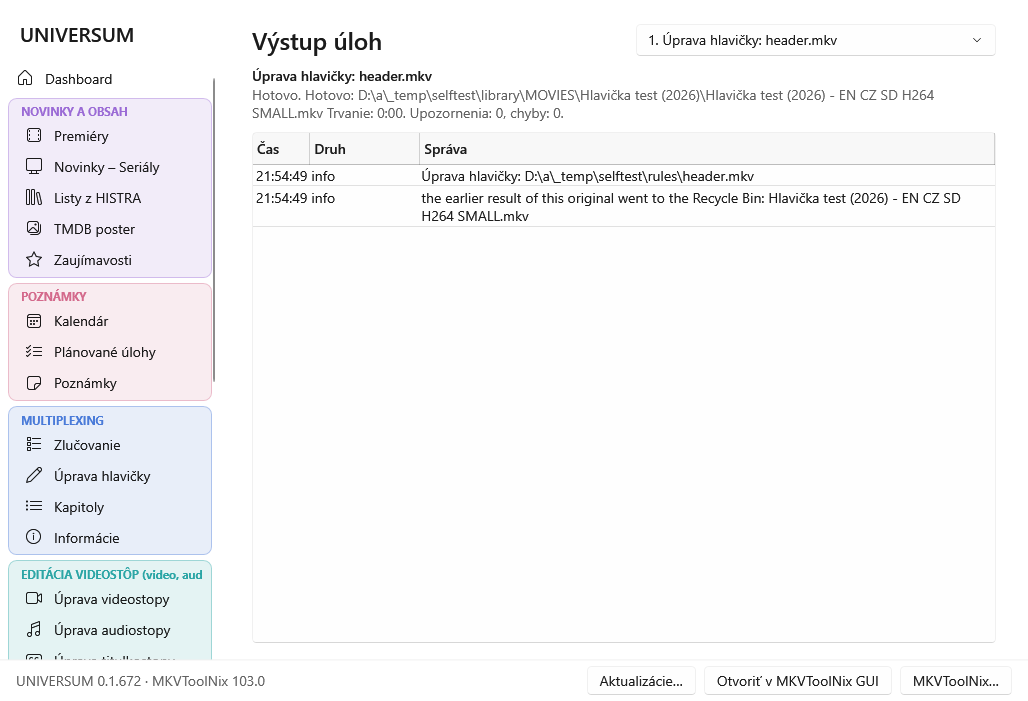 UNIVERSUM
Dashboard
NOVINKY A OBSAH
Premiéry
Novinky – Seriály
Listy z HISTRA
TMDB poster
Zaujímavosti
POZNÁMKY
Kalendár
Plánované úlohy
Poznámky
MULTIPLEXING
Zlučovanie
Úprava hlavičky
Kapitoly
Informácie
EDITÁCIA VIDEOSTÔP (video, aud
Úprava videostopy
Úprava audiostopy
Výstup úloh
1. Úprava hlavičky: header.mkv
Úprava hlavičky: header.mkv
Hotovo. Hotovo: D:\a\_temp\selftest\library\MOVIES\Hlavička test (2026)\Hlavička test (2026) - EN CZ SD H264
SMALL.mkv Trvanie: 0:00. Upozornenia: 0, chyby: 0.
Čas Druh Správa
21:54:49 info Úprava hlavičky: D:\a\_temp\selftest\rules\header.mkv
21:54:49 info the earlier result of this original went to the Recycle Bin: Hlavička test (2026) - EN CZ SD
H264 SMALL.mkv
UNIVERSUM 0.1.672 · MKVToolNix 103.0
Aktualizácie...
Otvoriť v MKVToolNix GUI
MKVToolNix...